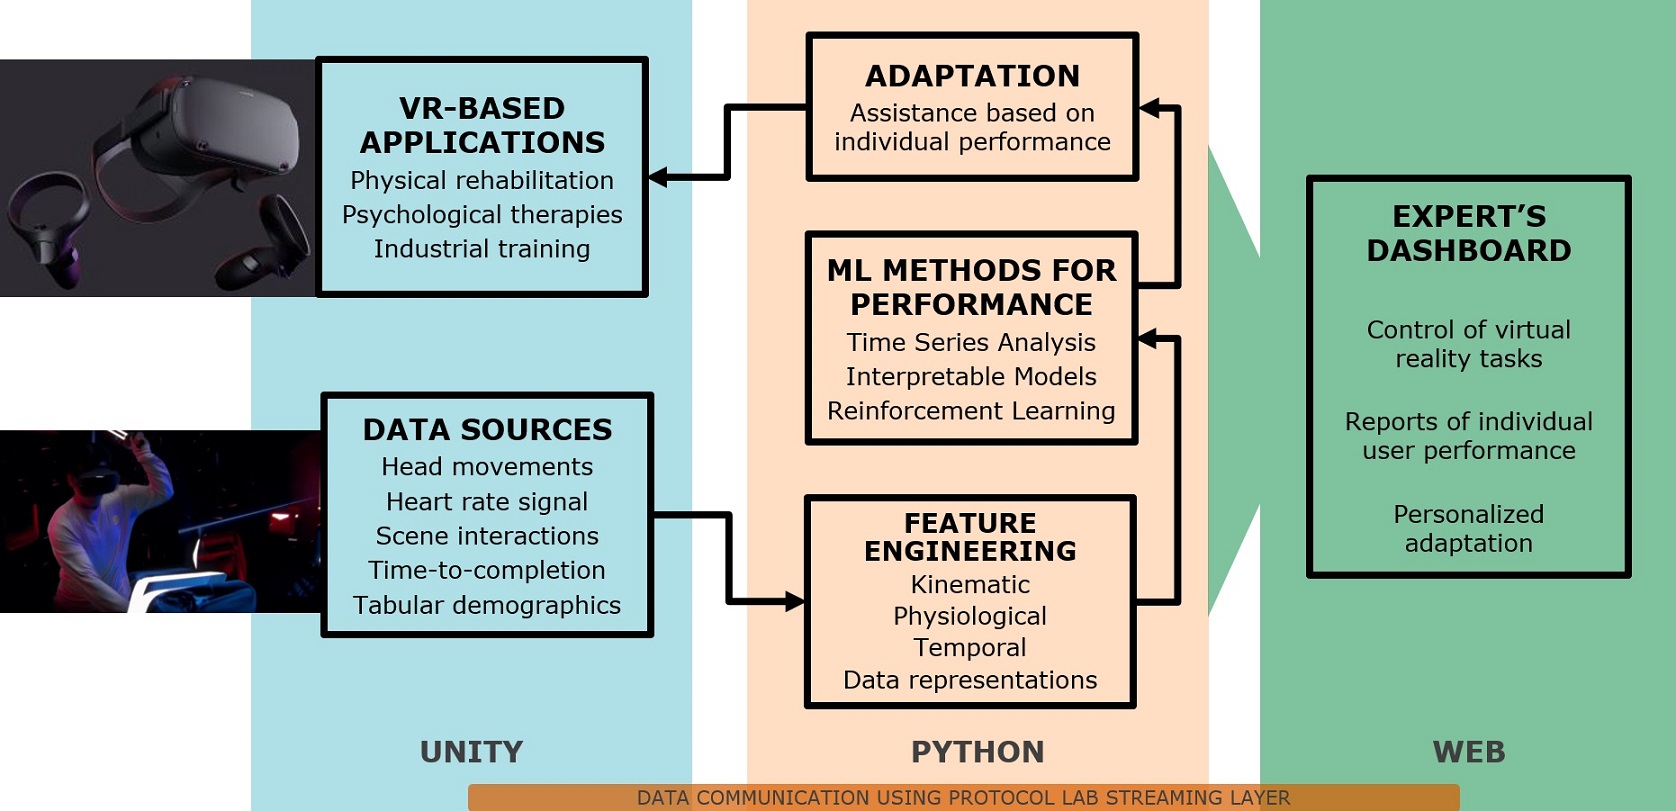 VR-BASED
APPLICATIONS
Physical rehabilitation
Psychological therapies
Industrial training
DATA SOURCES
Head movements
Heart rate signal
Scene interactions
Time-to-completion
Tabular demographics
UNITY
ADAPTATION
Assistance based on
individual performance
ML METHODS FOR
PERFORMANCE
Time Series Analysis
Interpretable Models
Reinforcement Learning
FEATURE
ENGINEERING
Kinematic
Physiological
Temporal
Data representations
PYTHON
EXPERT’S
DASHBOARD
Control of virtual
reality tasks
Reports of individual
user performance
Personalized
adaptation
WEB
DATA COMMUNICATION USING PROTOCOL LAB STREAMING LAYER